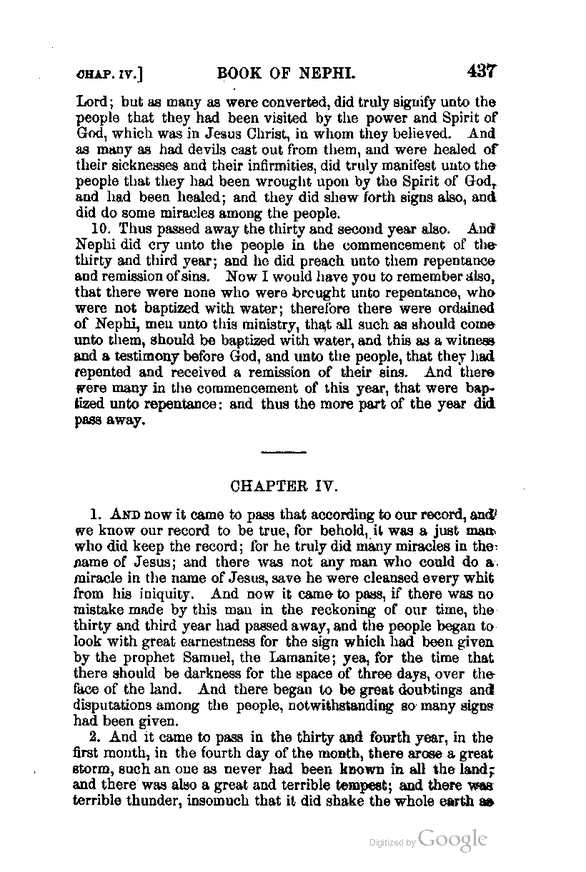 CHAP. IV.] BOOK OF NEPHI. 437
Lord; but as many as were converted, did truly signify unto the
people that they had been visited by the power and Spirit of
God, which was in Jesus Christ, in whom they believed. And
as many as had devils cast out from them, and were healed of
their sicknesses and their infirmities, did truly manifest unto the
people that they had been wrought upon by the Spirit of God,
and had been healed; and they did shew forth signs also, and
did do some miracles among the people.
10. Thus passed away the thirty and second year also. And
Nephi did cry unto the people in the commencement of the
thirty and third year; and he did preach unto them repentance
and remission of sins. Now I would have you to remember also,
that there were none who were brought unto repentance, who
were not baptized with water; therefore there were ordained
of Nephi, men unto this ministry, that all such as should come
unto them, should be baptized with water, and this as a witness
and a testimony before God, and unto the people, that they had
repented and received a remission of their sins. And there
were many in the commencement of this year, that were bap-
tized unto repentance; and thus the more part of the year did
pass away.
CHAPTER IV.
1. AND now it came to pass that according to our record, and
we know our record to be true, for behold, it was a just man
who did keep the record; for he truly did many miracles in the
name of Jesus; and there was not any man who could do a
miracle in the name of Jesus, save he were cleansed every whit
from his iniquity. And now it came to pass, if there was no
mistake made by this man in the reckoning of our time, the
thirty and third year had passed away, and the people began to
look with great earnestness for the sign which had been given
by the prophet Samuel, the Lamanite; yea, for the time that
there should be darkness for the space of three days, over the
face of the land. And there began to be great doubtings and
disputations among the people, notwithstanding so many signs
had been given.
2. And it came to pass in the thirty and fourth year, in the
first month, in the fourth day of the month, there arose a great
storm, such an one as never had been known in all the land;
and there was also a great and terrible tempest; and there was
terrible thunder, insomuch that it did shake the whole earth as
Digitized by Google